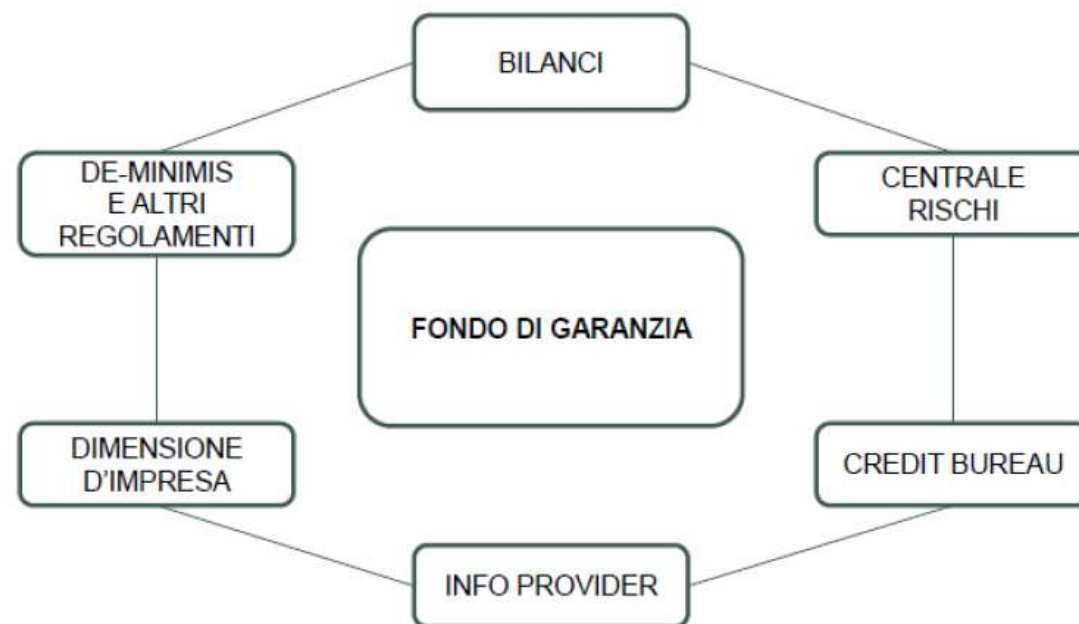 BILANCI
DE-MINIMIS
E ALTRI
REGOLAMENTI
CENTRALE
RISCHI
FONDO DI GARANZIA
DIMENSIONE
D'IMPRESA
CREDIT BUREAU
INFO PROVIDER